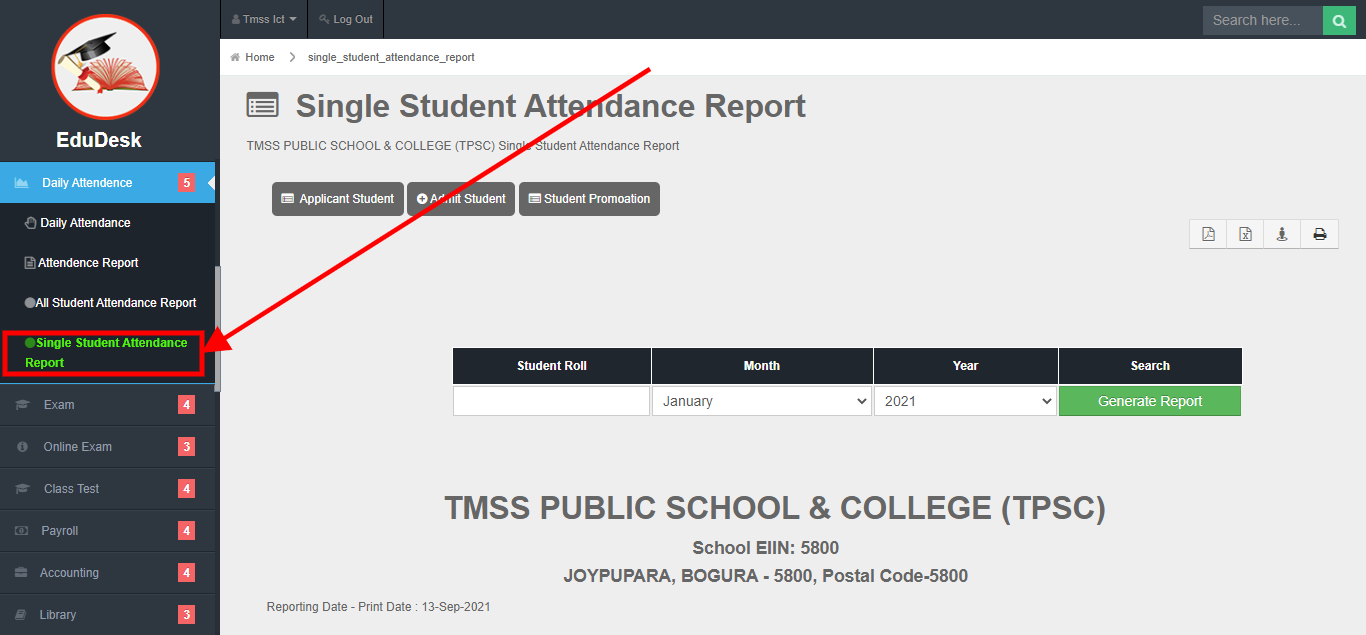 EduDesk
Daily Attendence 5
Daily Attendance
Attendence Report
All Student Attendance Report
Single Student Attendance
Report
Exam 4
Online Exam 3
Class Test 4
Payroll 4
Accounting 4
Library 3
Tmss Ict Log Out Search here...
Home single_student_attendance_report
Single Student Attendance Report
TMSS PUBLIC SCHOOL & COLLEGE (TPSC) Single Student Attendance Report
Applicant Student Admit Student Student Promoation
Student Roll Month Year Search
January 2021 Generate Report
TMSS PUBLIC SCHOOL & COLLEGE (TPSC)
School EIIN: 5800
JOYPUPARA, BOGURA - 5800, Postal Code-5800
Reporting Date - Print Date : 13-Sep-2021